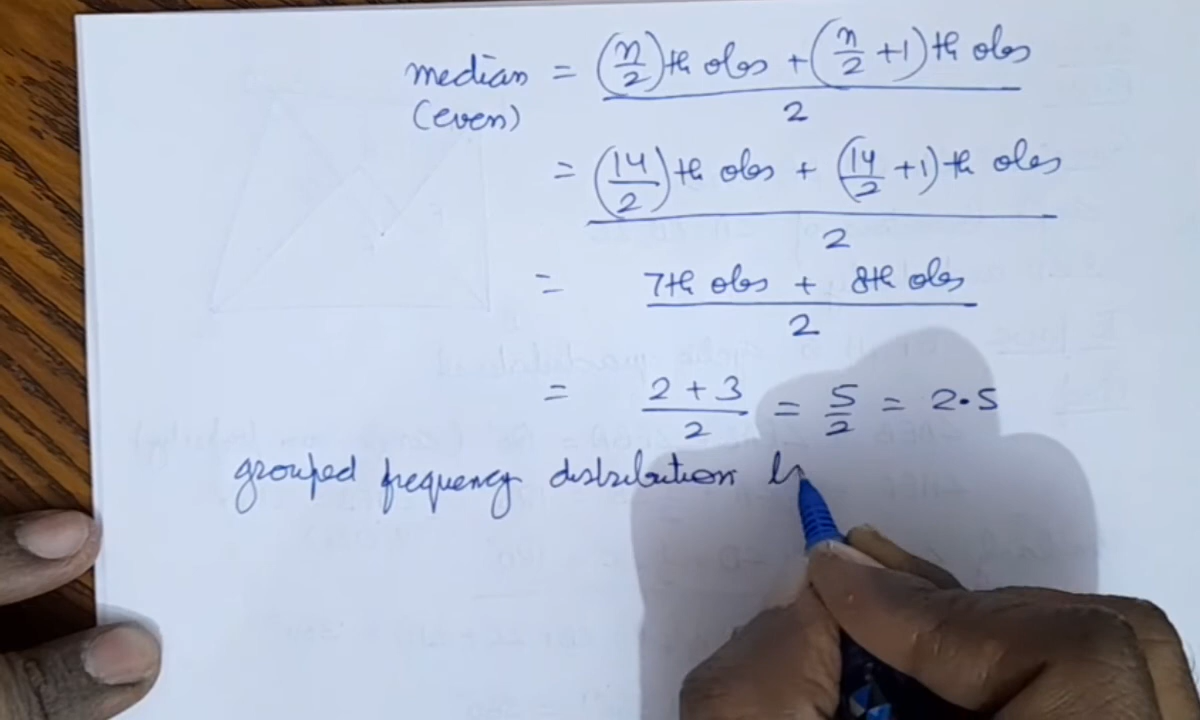 median = (n/2)th obs + (n/2 + 1)th obs / 2
(even)
= (14/2)th obs + (14/2 + 1)th obs / 2
= 7th obs + 8th obs / 2
= 2 + 3 / 2 = 5/2 = 2.5
grouped frequency distribution